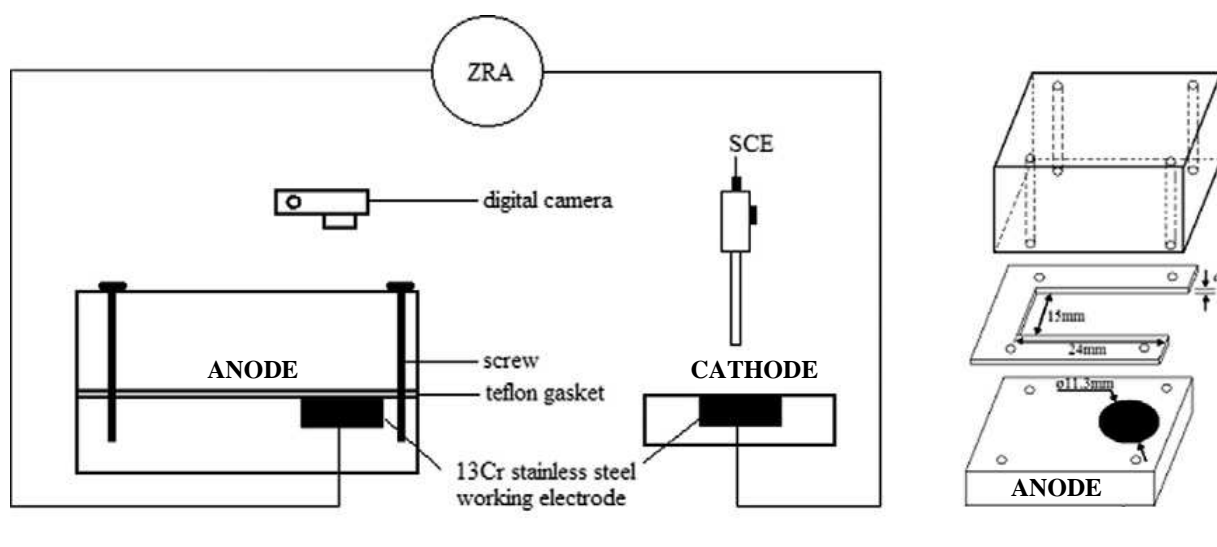 ZRA
SCE
digital camera
ANODE
CATHODE
screw
teflon gasket
13Cr stainless steel
working electrode
15mm
24mm
ø11.3mm
ANODE